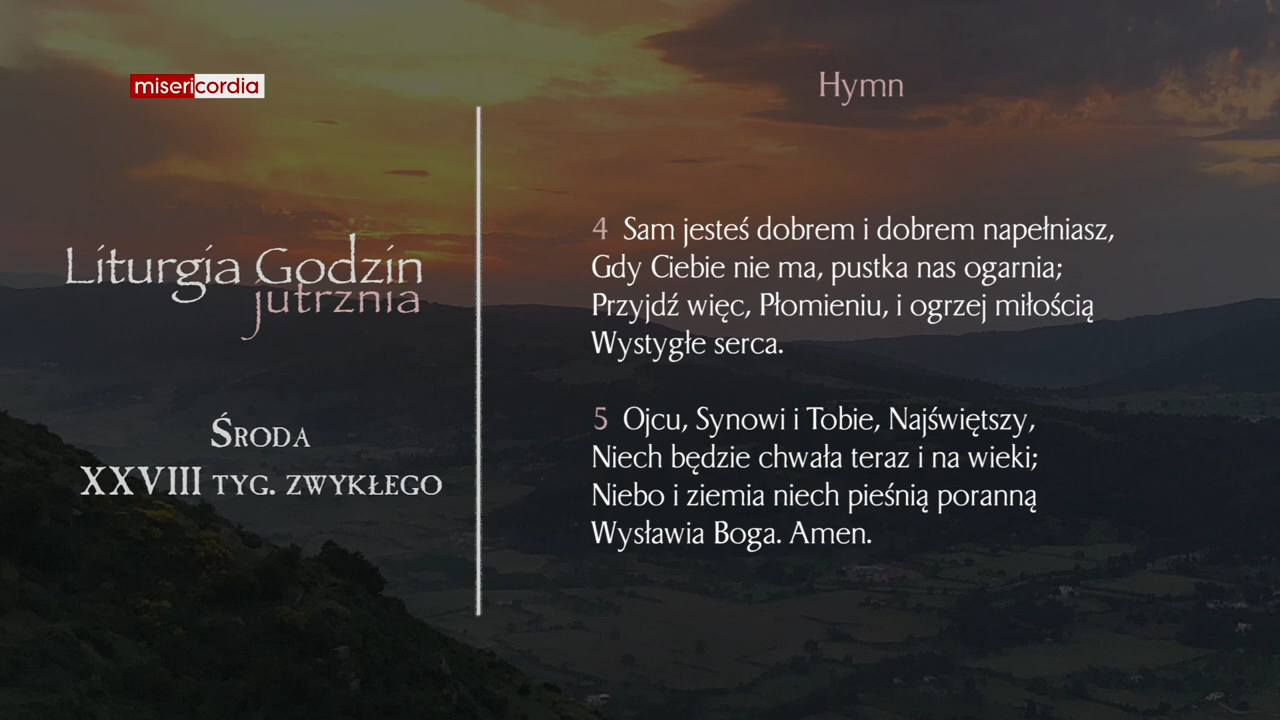 misericordia
Liturgia Godzin
jutrznia
Środa
XXVIII tyg. zwykłego
Hymn
4 Sam jesteś dobrem i dobrem napełniasz,
Gdy Ciebie nie ma, pustka nas ogarnia;
Przyjdź więc, Płomieniu, i ogrzej miłością
Wystygłe serca.
5 Ojcu, Synowi i Tobie, Najświętszy,
Niech będzie chwała teraz i na wieki;
Niebo i ziemia niech pieśnią poranną
Wysławia Boga. Amen.